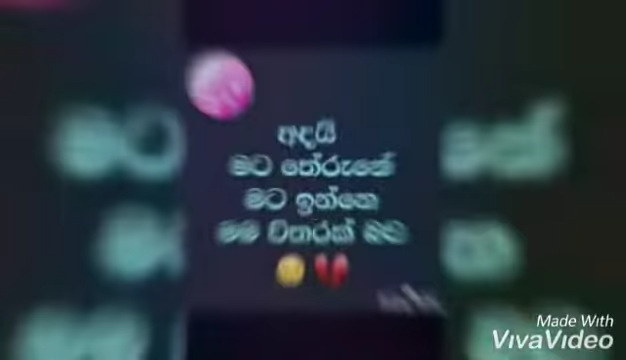 අදයි
මට තේරුනේ
මට ඉන්නෙ
මම විතරක් බව
Made With
VivaVideo